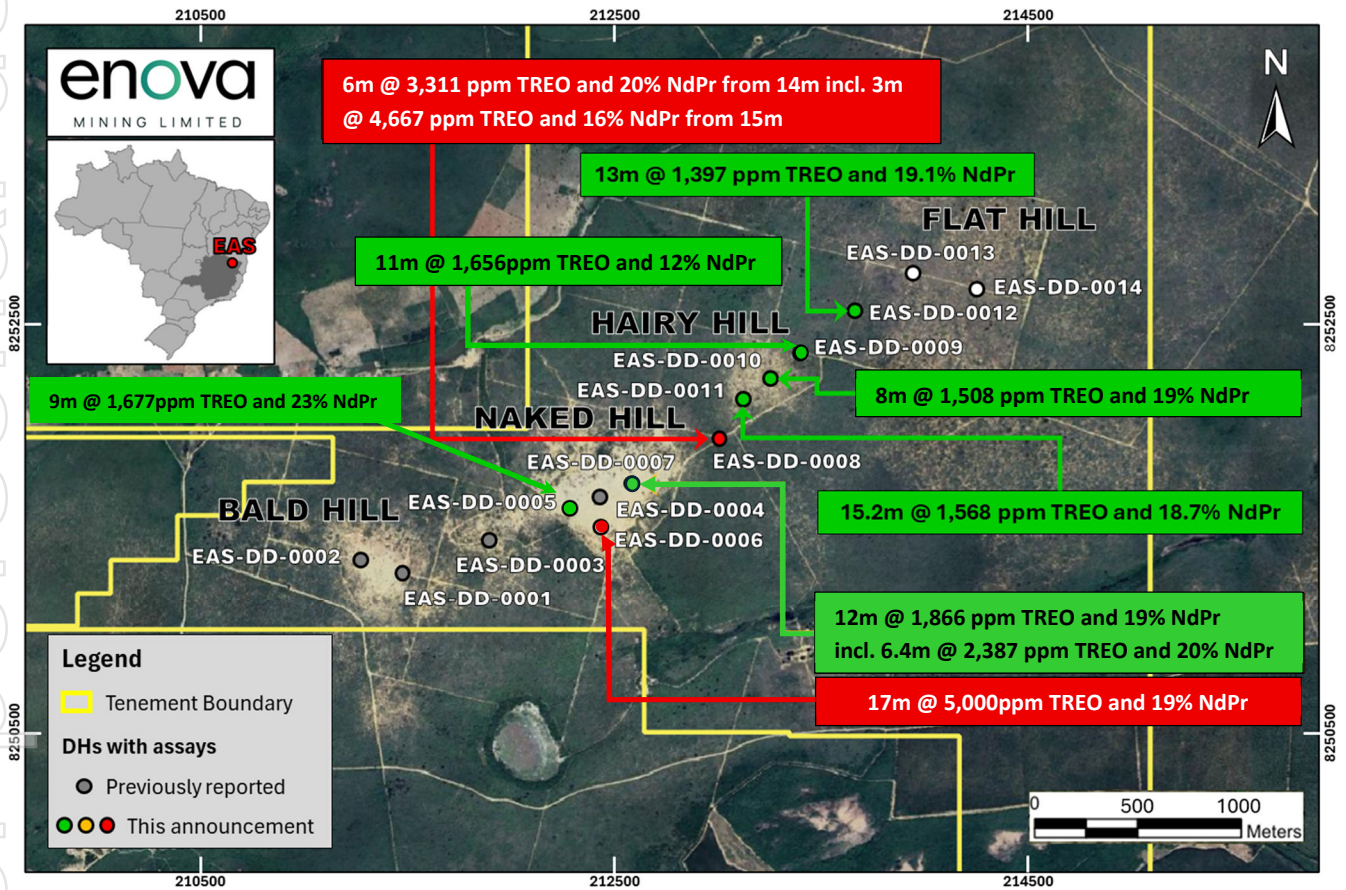 210500
212500
214500
enova
MINING LIMITED
N
6m @ 3,311 ppm TREO and 20% NdPr from 14m incl. 3m
@ 4,667 ppm TREO and 16% NdPr from 15m
13m @ 1,397 ppm TREO and 19.1% NdPr
FLAT HILL
EAS
11m @ 1,656ppm TREO and 12% NdPr
EAS-DD-0013
EAS-DD-0014
8252500
8252500
HAIRY HILL
EAS-DD-0012
EAS-DD-0009
EAS-DD-0010
EAS-DD-0011
8m @ 1,508 ppm TREO and 19% NdPr
9m @ 1,677ppm TREO and 23% NdPr
NAKED HILL
EAS-DD-0007
EAS-DD-0008
BALD HILL
EAS-DD-0005
EAS-DD-0004
15.2m @ 1,568 ppm TREO and 18.7% NdPr
EAS-DD-0006
EAS-DD-0002
EAS-DD-0003
EAS-DD-0001
12m @ 1,866 ppm TREO and 19% NdPr
incl. 6.4m @ 2,387 ppm TREO and 20% NdPr
17m @ 5,000ppm TREO and 19% NdPr
Legend
Tenement Boundary
DHs with assays
Previously reported
This announcement
8250500
8250500
0 500 1000
Meters
210500
212500
214500